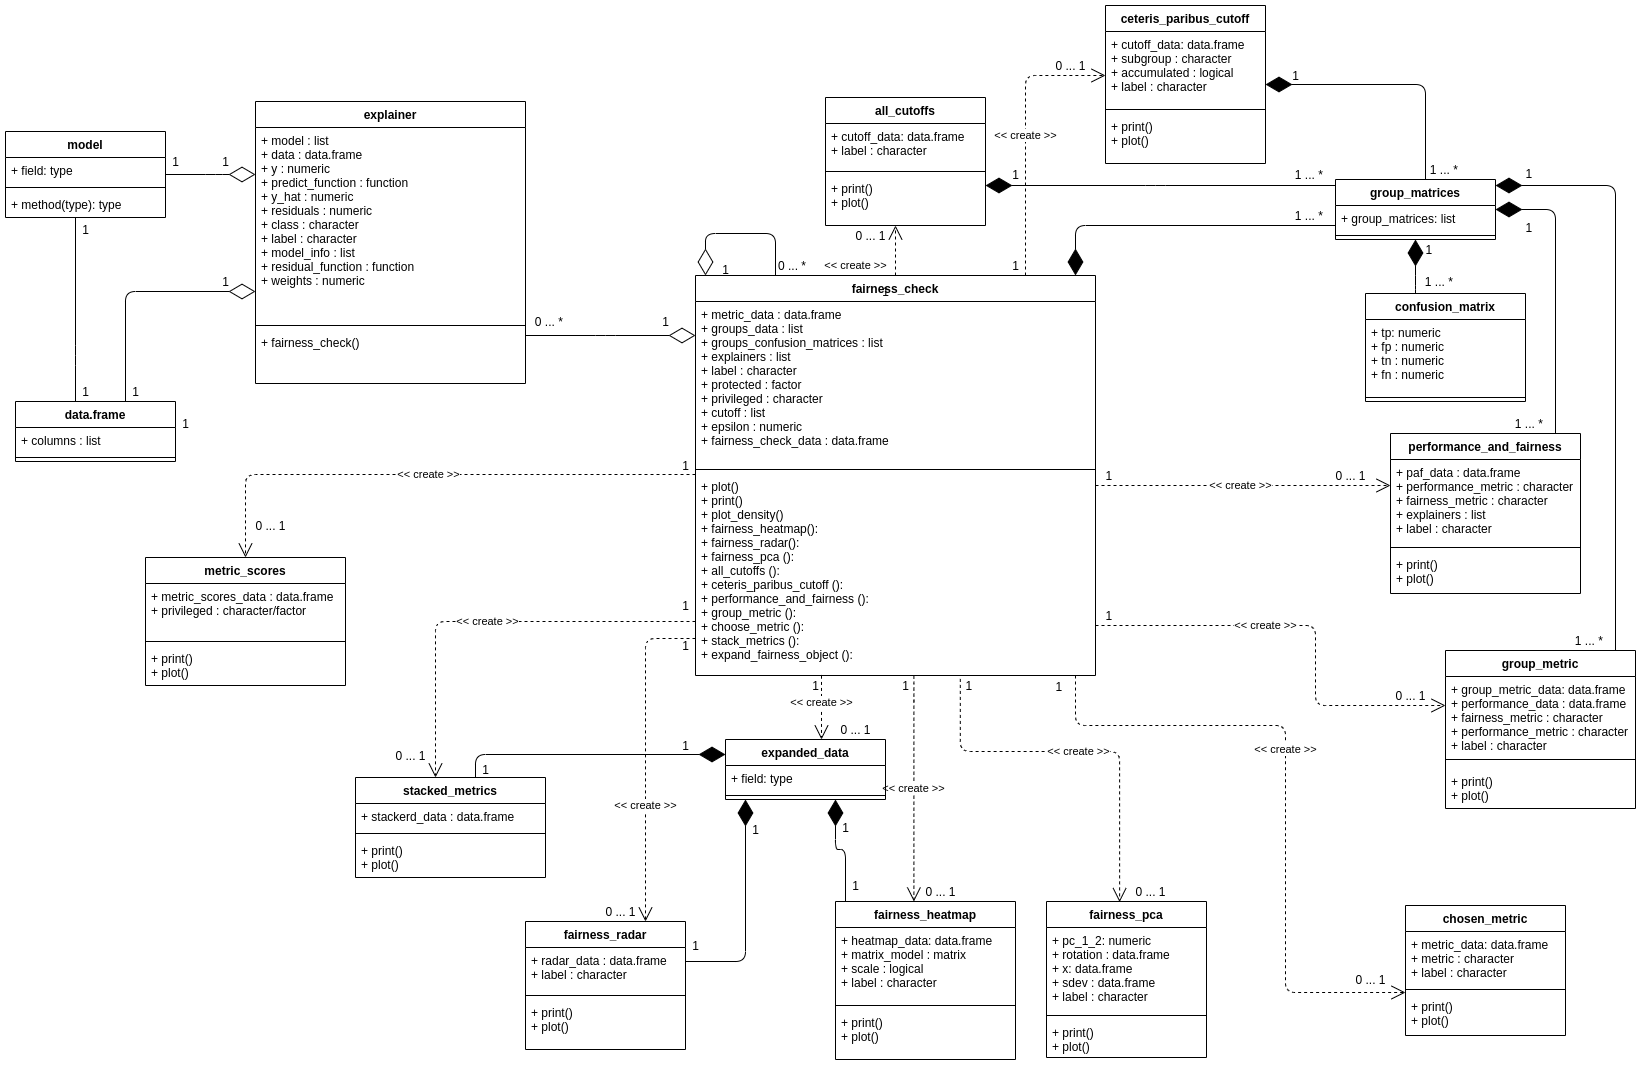 ceteris_paribus_cutoff
+ cutoff_data: data.frame
+ subgroup : character
+ accumulated : logical
+ label : character
+ print()
+ plot()
0 ... 1
1
<< create >>
all_cutoffs
+ cutoff_data: data.frame
+ label : character
+ print()
+ plot()
1
1 ... *
1 ... *
1 ... *
0 ... 1
<< create >>
1
explainer
+ model : list
+ data : data.frame
+ y : numeric
+ predict_function : function
+ y_hat : numeric
+ residuals : numeric
+ class : character
+ label : character
+ model_info : list
+ residual_function : function
+ weights : numeric
+ fairness_check()
model
+ field: type
+ method(type): type
1
1
1
1
1
1
data.frame
+ columns : list
1
0 ... *
1
1
0 ... *
group_matrices
+ group_matrices: list
1
1
1
1 ... *
confusion_matrix
+ tp: numeric
+ fp : numeric
+ tn : numeric
+ fn : numeric
fairness_check
1
+ metric_data : data.frame
+ groups_data : list
+ groups_confusion_matrices : list
+ explainers : list
+ label : character
+ protected : factor
+ privileged : character
+ cutoff : list
+ epsilon : numeric
+ fairness_check_data : data.frame
+ plot()
+ print()
+ plot_density()
+ fairness_heatmap():
+ fairness_radar():
+ fairness_pca ():
+ all_cutoffs ():
+ ceteris_paribus_cutoff ():
+ performance_and_fairness ():
+ group_metric ():
+ choose_metric ():
+ stack_metrics ():
+ expand_fairness_object ():
1 ... *
performance_and_fairness
+ paf_data : data.frame
+ performance_metric : character
+ fairness_metric : character
+ explainers : list
+ label : character
+ print()
+ plot()
1
<< create >>
0 ... 1
1
<< create >>
0 ... 1
metric_scores
+ metric_scores_data : data.frame
+ privileged : character/factor
+ print()
+ plot()
1
<< create >>
1
1
<< create >>
0 ... 1
1 ... *
group_metric
+ group_metric_data: data.frame
+ performance_data : data.frame
+ fairness_metric : character
+ performance_metric : character
+ label : character
+ print()
+ plot()
1
<< create >>
0 ... 1
1
1
1
expanded_data
+ field: type
0 ... 1
1
1
stacked_metrics
+ stackerd_data : data.frame
+ print()
+ plot()
<< create >>
<< create >>
<< create >>
<< create >>
1
1
1
0 ... 1
1
fairness_radar
+ radar_data : data.frame
+ label : character
+ print()
+ plot()
0 ... 1
fairness_heatmap
+ heatmap_data: data.frame
+ matrix_model : matrix
+ scale : logical
+ label : character
+ print()
+ plot()
0 ... 1
fairness_pca
+ pc_1_2: numeric
+ rotation : data.frame
+ x: data.frame
+ sdev : data.frame
+ label : character
+ print()
+ plot()
0 ... 1
chosen_metric
+ metric_data: data.frame
+ metric : character
+ label : character
+ print()
+ plot()